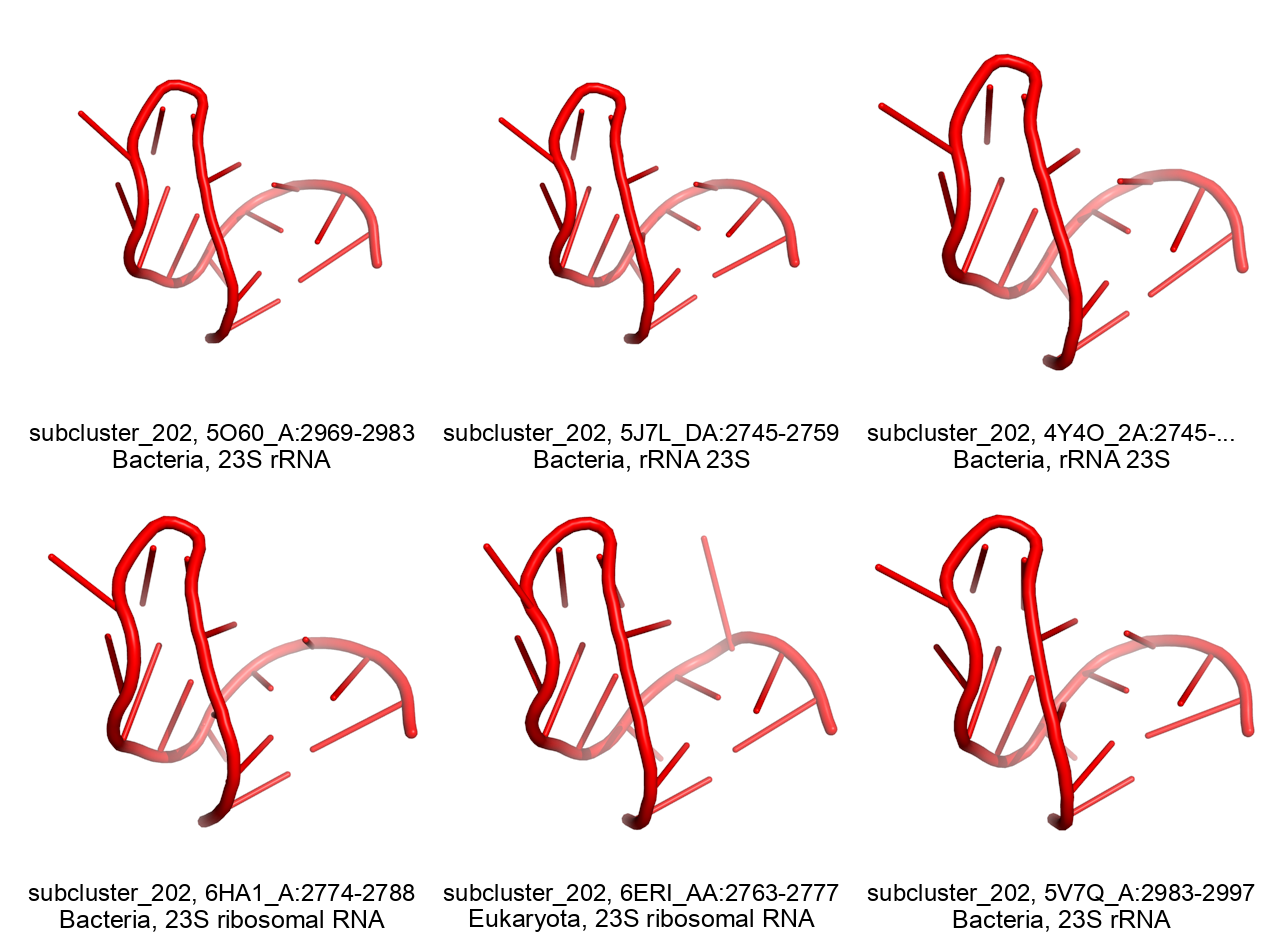 subcluster_202, 5O60_A:2969-2983
Bacteria, 23S rRNA
subcluster_202, 5J7L_DA:2745-2759
Bacteria, rRNA 23S
subcluster_202, 4Y4O_2A:2745-...
Bacteria, rRNA 23S
subcluster_202, 6HA1_A:2774-2788
Bacteria, 23S ribosomal RNA
subcluster_202, 6ERI_AA:2763-2777
Eukaryota, 23S ribosomal RNA
subcluster_202, 5V7Q_A:2983-2997
Bacteria, 23S rRNA